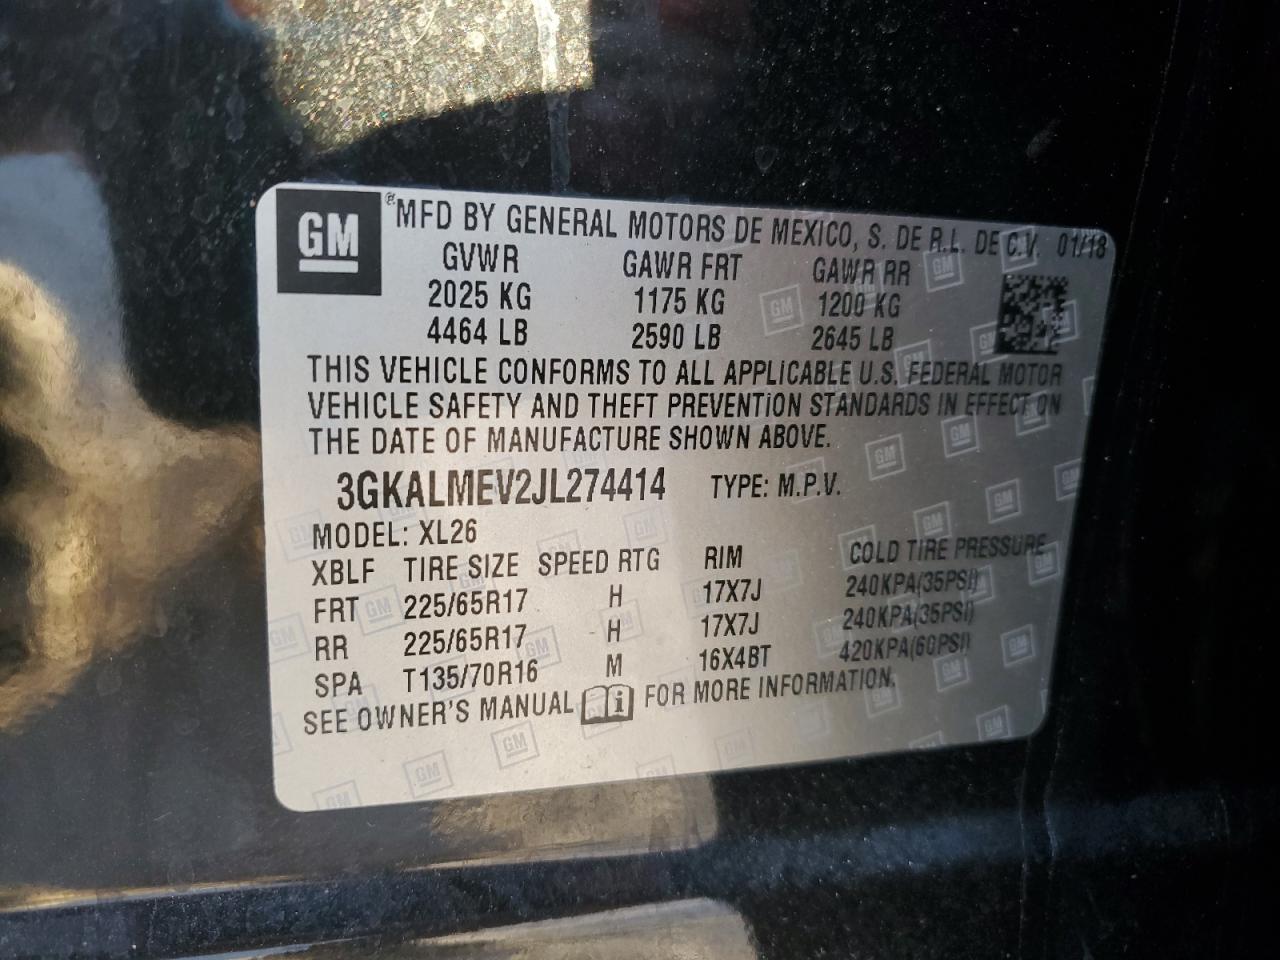 GM ® MFD BY GENERAL MOTORS DE MEXICO, S. DE R.L. DE C.V. 01/18
GVWR GAWR FRT GAWR RR
2025 KG 1175 KG 1200 KG
4464 LB 2590 LB 2645 LB
THIS VEHICLE CONFORMS TO ALL APPLICABLE U.S. FEDERAL MOTOR
VEHICLE SAFETY AND THEFT PREVENTION STANDARDS IN EFFECT ON
THE DATE OF MANUFACTURE SHOWN ABOVE.
3GKALMEV2JL274414 TYPE: M.P.V.
MODEL: XL26
XBLF TIRE SIZE SPEED RTG RIM COLD TIRE PRESSURE
FRT 225/65R17 H 17X7J 240KPA(35PSI)
RR 225/65R17 H 17X7J 240KPA(35PSI)
SPA T135/70R16 M 16X4BT 420KPA(60PSI)
SEE OWNER'S MANUAL i FOR MORE INFORMATION.